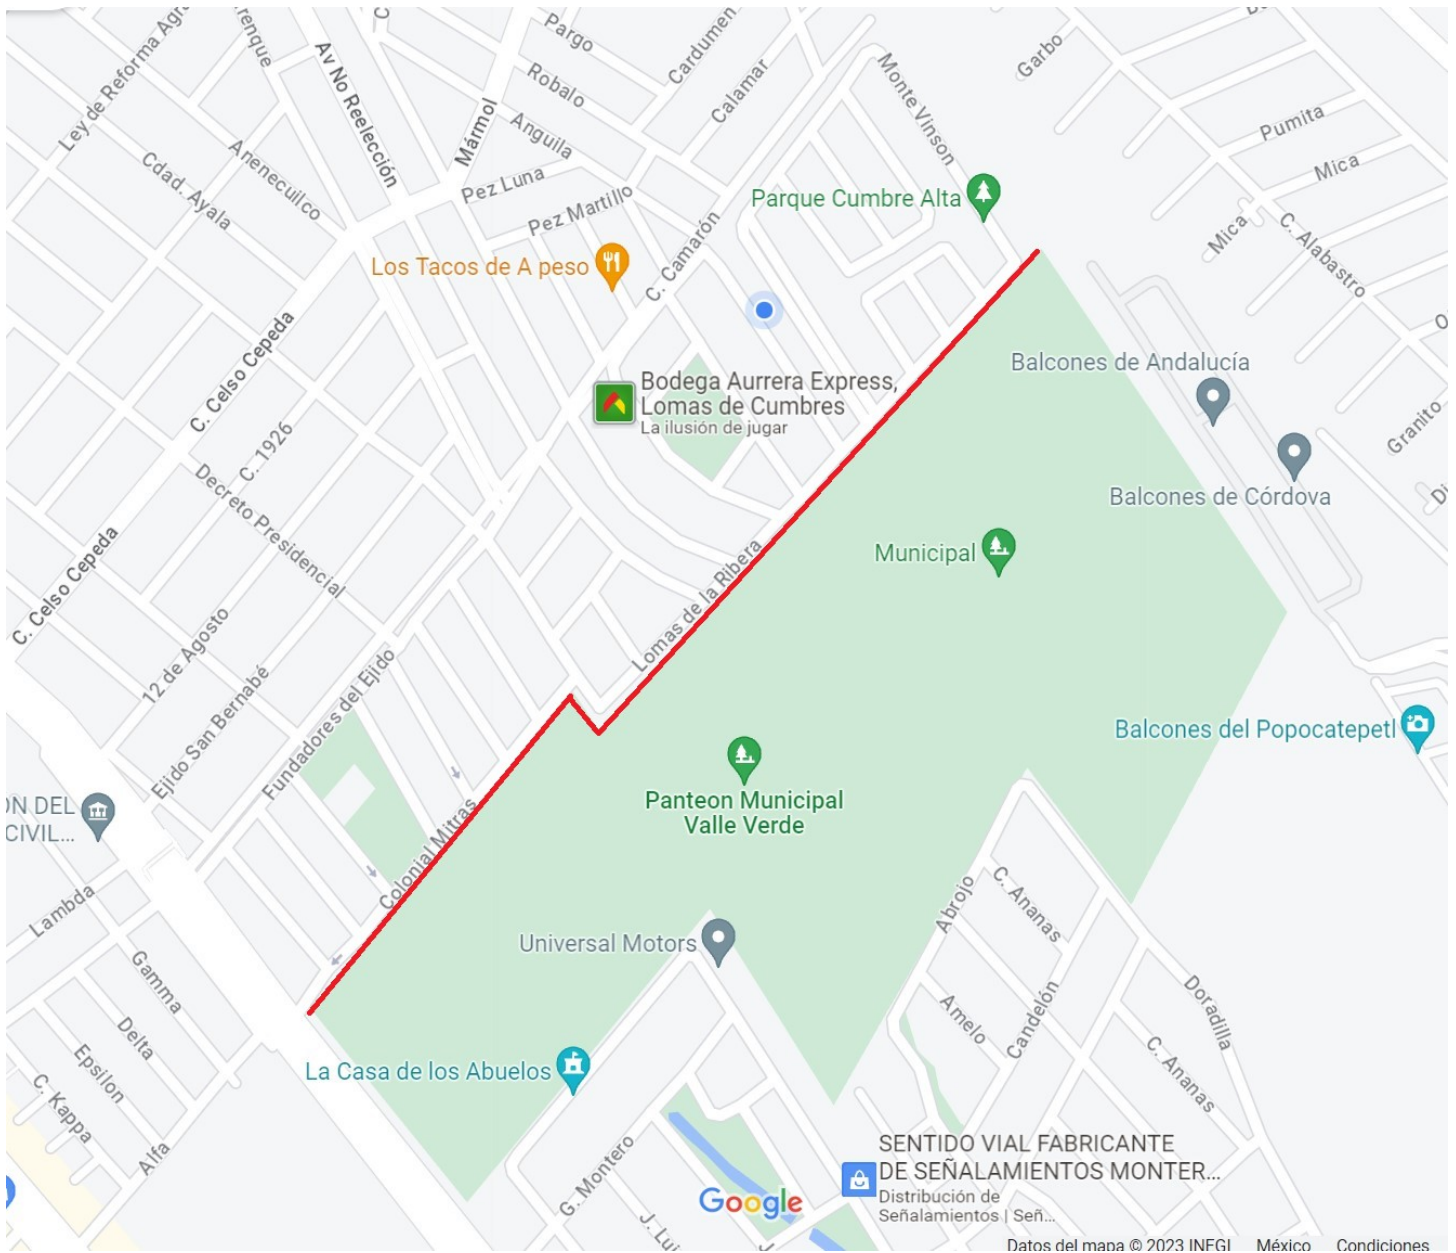 Ley de Reforma Agra
renque
Av No Reelección
C
Pargo
Cardumen
Robalo
Calamar
Anguila
Mármol
Monte Vinson
Garbo
Pumita
Mica
Cdad. Ayala
Anenecuilco
Pez Luna
Pez Martillo
Parque Cumbre Alta
Mica
C. Alabastro
Los Tacos de A peso
C. Camarón
C. Celso Cepeda
Balcones de Andalucía
Bodega Aurrera Express,
Lomas de Cumbres
La ilusión de jugar
Granito
C. 1926
Decreto Presidencial
Balcones de Córdova
Di
C. Celso Cepeda
Municipal
Lomas de la Ribera
12 de Agosto
Ejido San Bernabé
Fundadores del Ejido
Balcones del Popocatepetl
Panteon Municipal
Valle Verde
ÓN DEL
CIVIL...
Colonial Mitras
Lambda
Abrojo
C. Ananas
Universal Motors
Gamma
Doradilla
Amelo
Candelón
Delta
Epsilon
C. Kappa
La Casa de los Abuelos
C. Ananas
Alfa
G. Montero
SENTIDO VIAL FABRICANTE
DE SEÑALAMIENTOS MONTER...
Distribución de
Señalamientos | Señ...
Google
J. Lui
J
Datos del mapa © 2023 INEGI México Condiciones